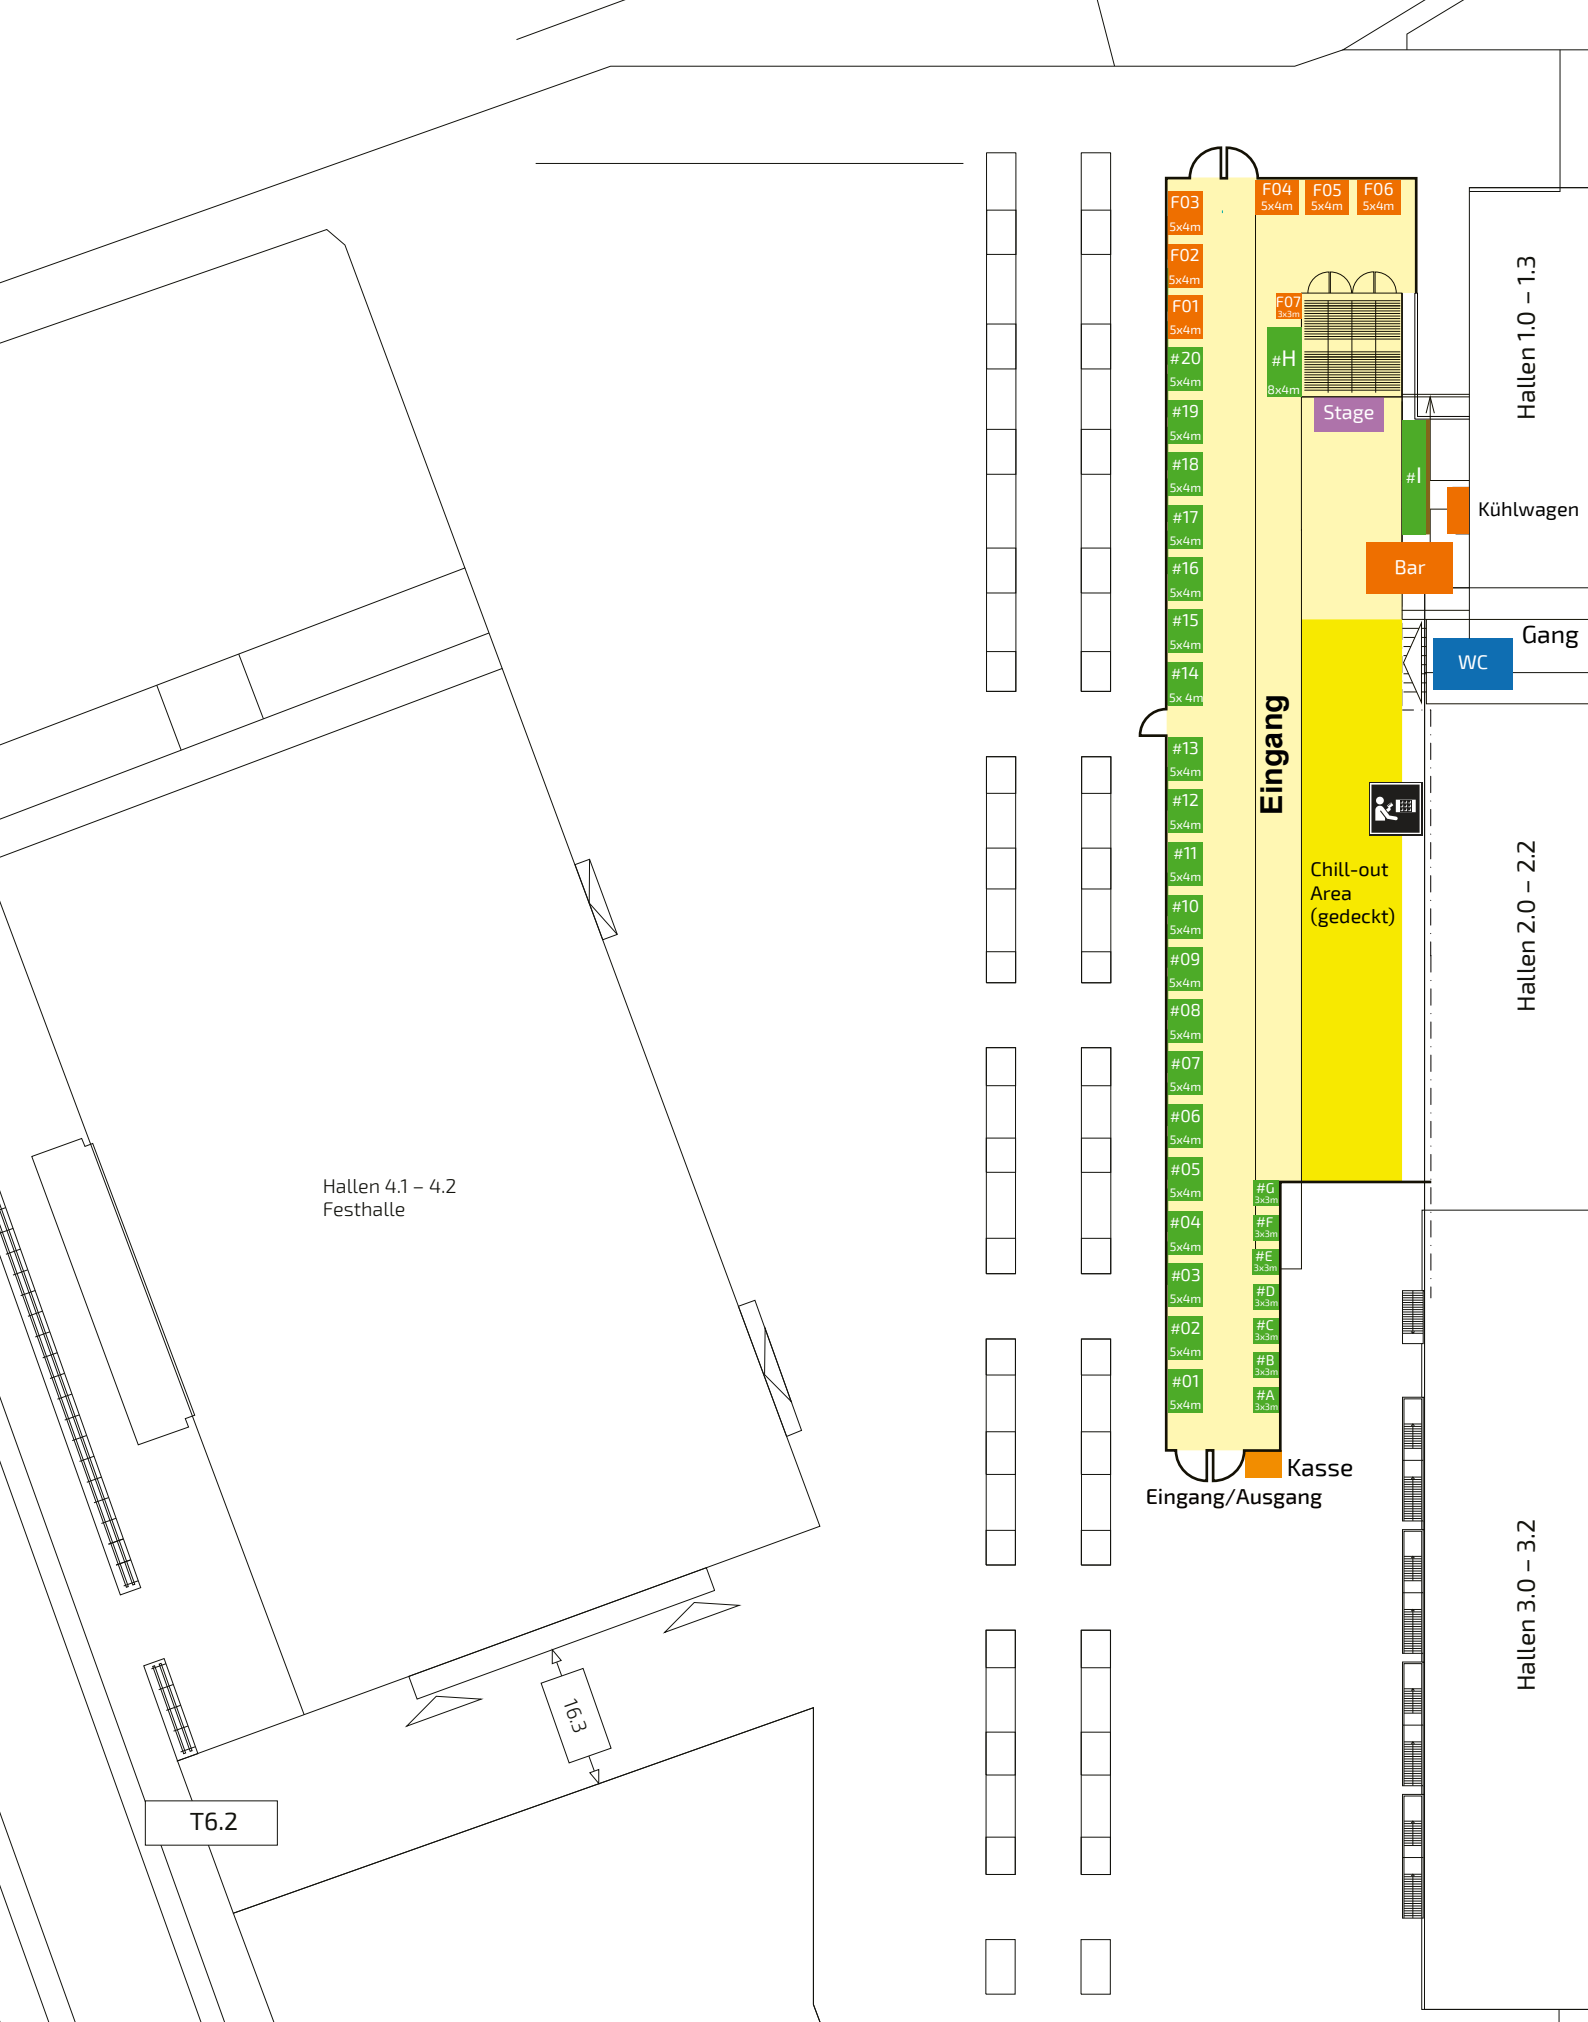 F04
5x4m
F05
5x4m
F06
5x4m
F03
5x4m
F02
5x4m
F01
5x4m
F07
3x3m
#20
5x4m
#H
8x4m
#19
5x4m
Stage
#18
5x4m
#I
#17
5x4m
Kühlwagen
#16
5x4m
Bar
#15
5x4m
Gang
WC
#14
5x 4m
Eingang
#13
5x4m
#12
5x4m
#11
5x4m
Chill-out
Area
(gedeckt)
#10
5x4m
#09
5x4m
#08
5x4m
#07
5x4m
#06
5x4m
#05
5x4m
#04
5x4m
#03
5x4m
#02
5x4m
#01
5x4m
#G
3x3m
#F
3x3m
#E
3x3m
#D
3x3m
#C
3x3m
#B
3x3m
#A
3x3m
Kasse
Eingang/Ausgang
Hallen 1.0 – 1.3
Hallen 2.0 – 2.2
Hallen 3.0 – 3.2
Hallen 4.1 – 4.2
Festhalle
16.3
T6.2